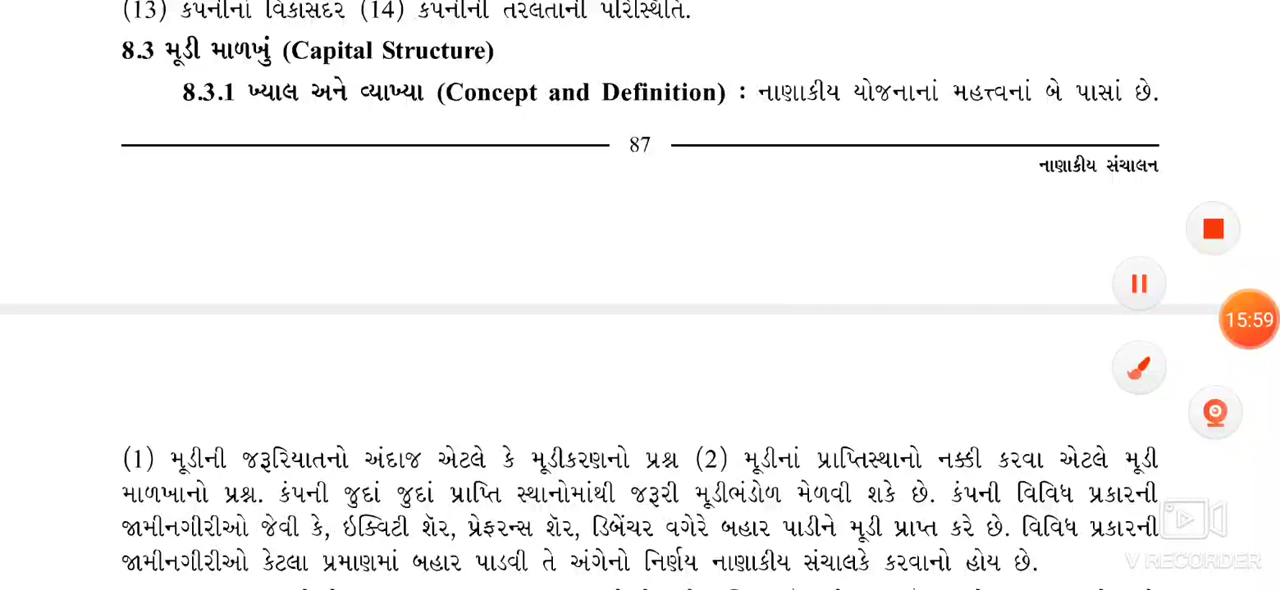 (13) કંપનીનો વિકાસદર (14) કંપનીની તરલતાની પરિસ્થિતિ.
8.3 મૂડી માળખું (Capital Structure)
8.3.1 ખ્યાલ અને વ્યાખ્યા (Concept and Definition) : નાણાકીય યોજનાનાં મહત્ત્વનાં બે પાસાં છે.
87
નાણાકીય સંચાલન
15:59
(1) મૂડીની જરૂરિયાતનો અંદાજ એટલે કે મૂડીકરણનો પ્રશ્ન (2) મૂડીનાં પ્રાપ્તિસ્થાનો નક્કી કરવા એટલે મૂડી
માળખાનો પ્રશ્ન. કંપની જુદાં જુદાં પ્રાપ્તિ સ્થાનોમાંથી જરૂરી મૂડીભંડોળ મેળવી શકે છે. કંપની વિવિધ પ્રકારની
જામીનગીરીઓ જેવી કે, ઇક્વિટી શૅર, પ્રેફરન્સ શૅર, ડિબેંચર વગેરે બહાર પાડીને મૂડી પ્રાપ્ત કરે છે. વિવિધ પ્રકારની
જામીનગીરીઓ કેટલા પ્રમાણમાં બહાર પાડવી તે અંગેનો નિર્ણય નાણાકીય સંચાલકે કરવાનો હોય છે.
V RECORDER